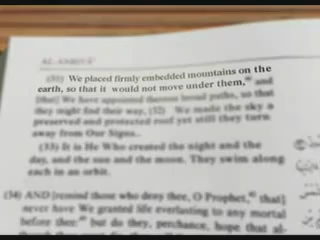 AL-ANBIYA'
(31) We placed firmly embedded mountains on the
earth, so that it would not move under them, and
[that] We have appointed therein broad paths, so that
they might find their way, (32) We made the sky a
preserved and protected roof yet still they turn
away from Our Signs..
(33) It is He Who created the night and the
day, and the sun and the moon. They swim along
each in an orbit.
(34) AND [remind those who deny thee, O Prophet, that]
never have We granted life everlasting to any mortal
before thee: but do they, perchance, hope that al-